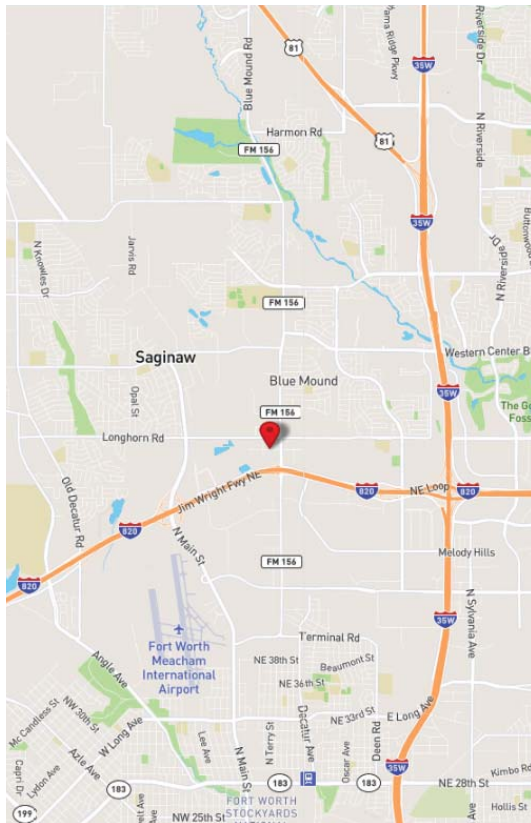 Blue Mound Rd
81
Yama Ridge Pkwy
35W
Riverside Dr
Harmon Rd
FM 156
81
N Riverside
35W
N Knowles Dr
Jarvis Rd
N Riverside Dr
FM 156
Saginaw
Western Center
Blue Mound
35W
Opal St
FM 156
Longhorn Rd
Old Decatur Rd
Jim Wright Fwy NE
820
NE Loop
820
820
N Main St
FM 156
Melody Hills
820
N Sylvania Ave
35W
Fort Worth
Meacham
International
Airport
Terminal Rd
NE 38th St
Beaumont St
NE 36th St
Angle Ave
NW 30th St
Mc Candless St
W Long Ave
NE 33rd St
E Long Ave
Lee Ave
N Main St
N Terry St
Decatur Ave
Oscar Ave
Deen Rd
Azle Ave
Lydon Ave
Capri Dr
183
183
183
35W
Kimbo Rd
NE 28th St
199
NW 25th St
FORT WORTH
STOCKYARDS
Hollis St